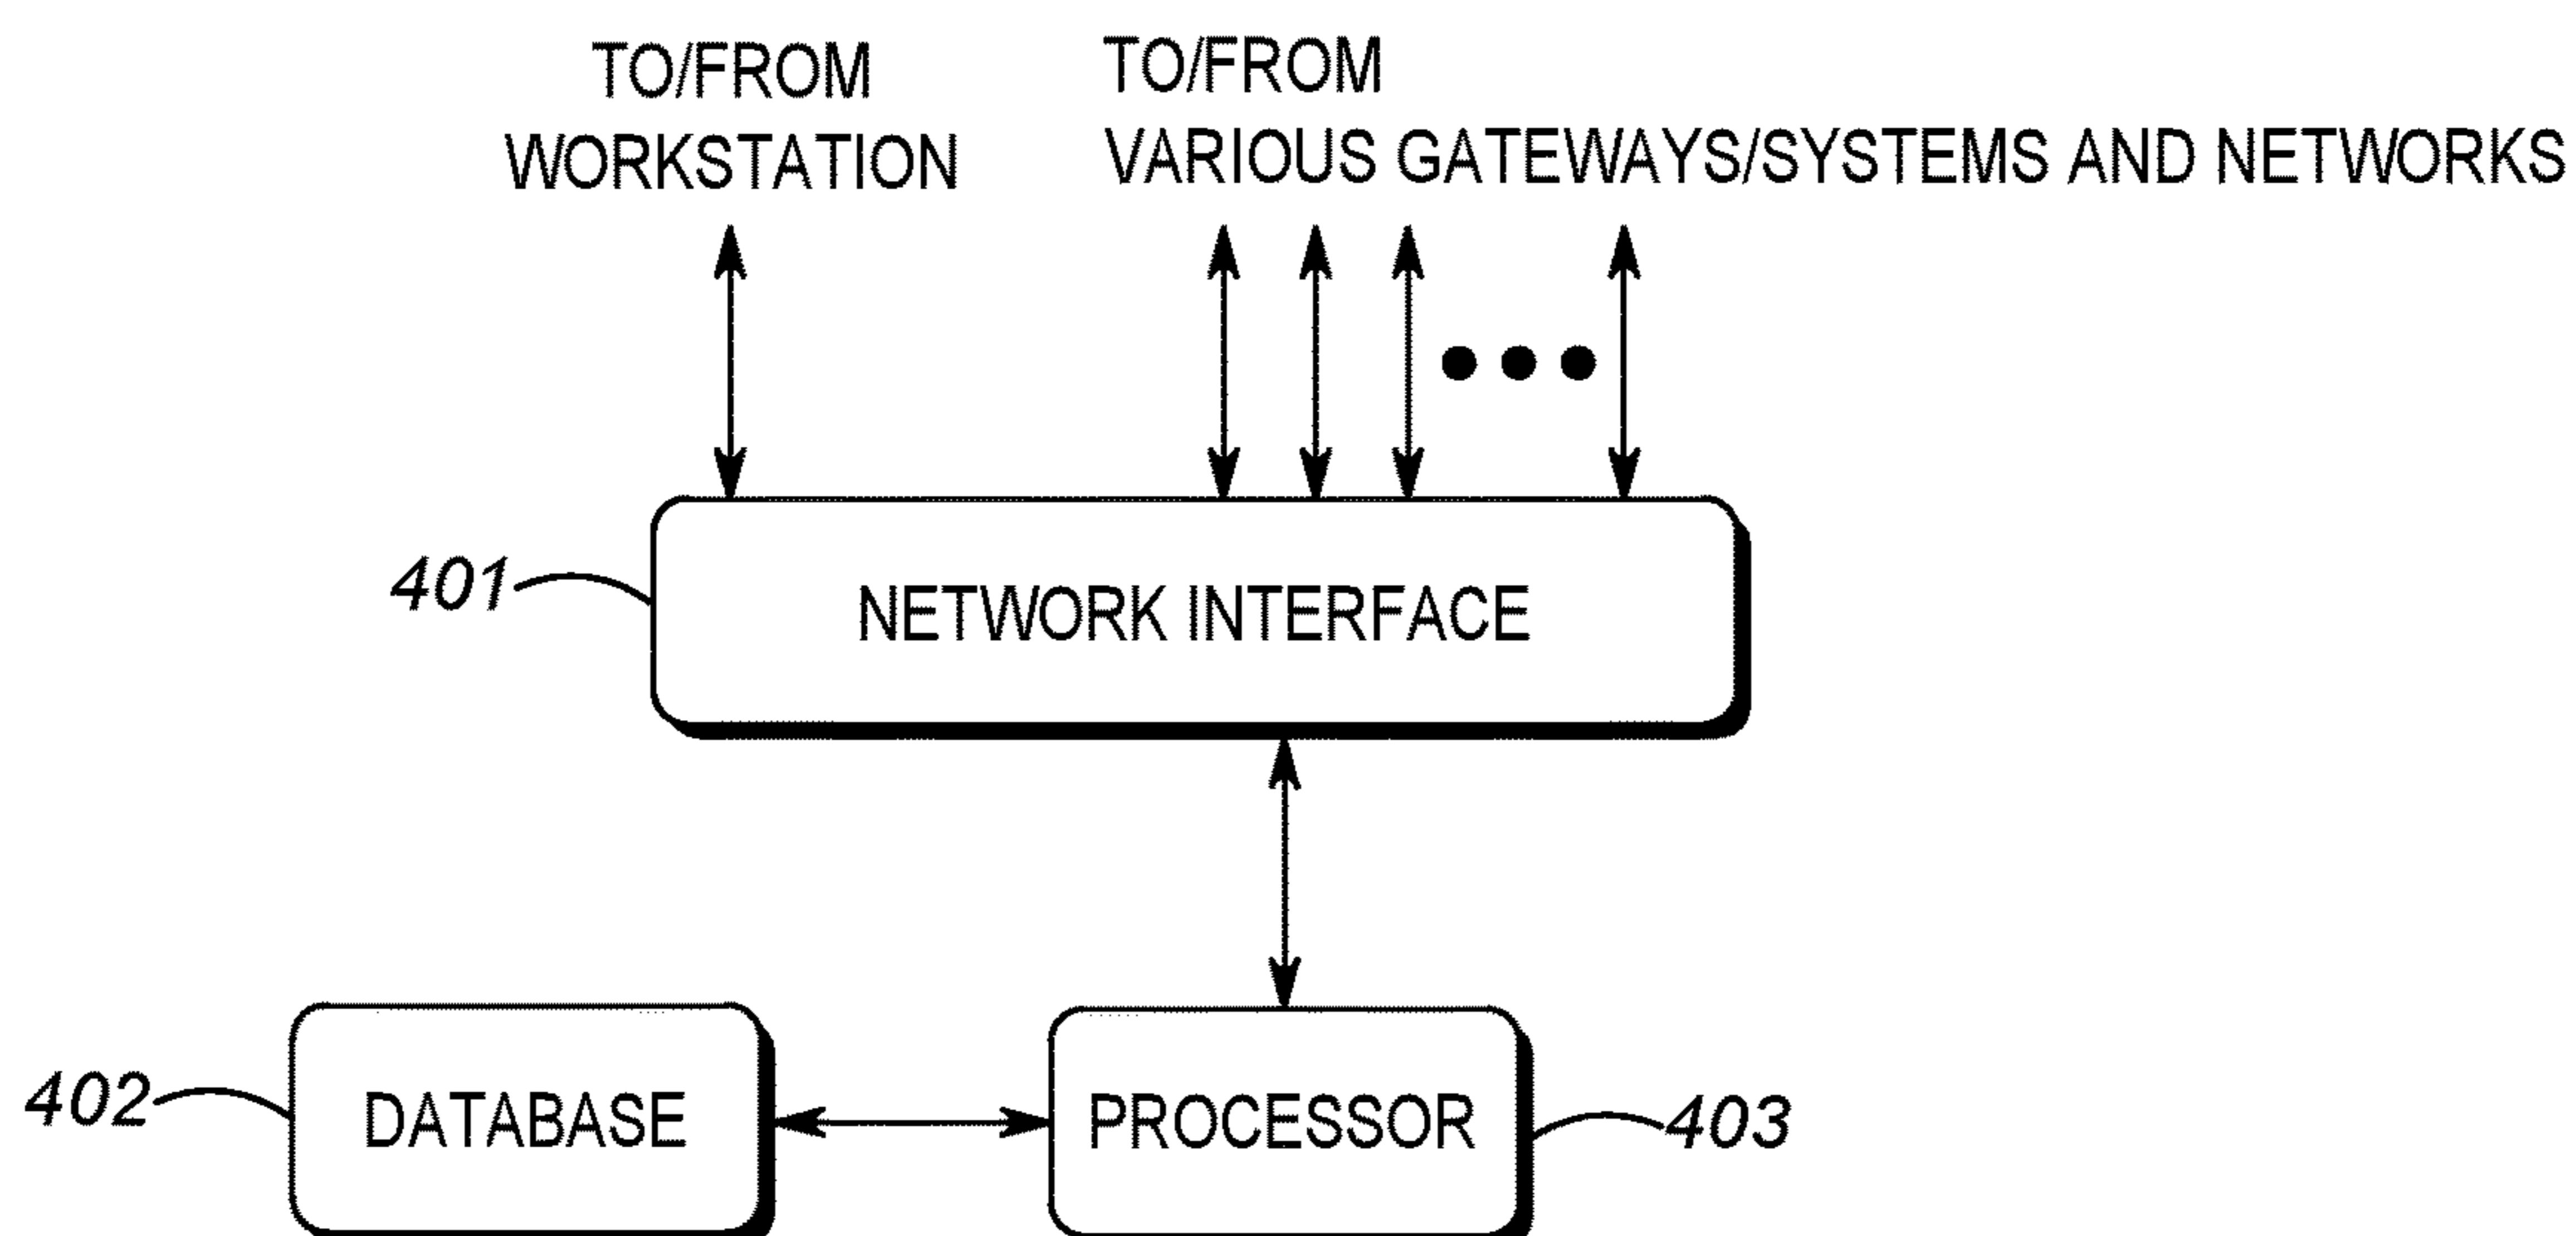 TO/FROM
WORKSTATION
TO/FROM
VARIOUS GATEWAYS/SYSTEMS AND NETWORKS
401
NETWORK INTERFACE
402
DATABASE
PROCESSOR
403